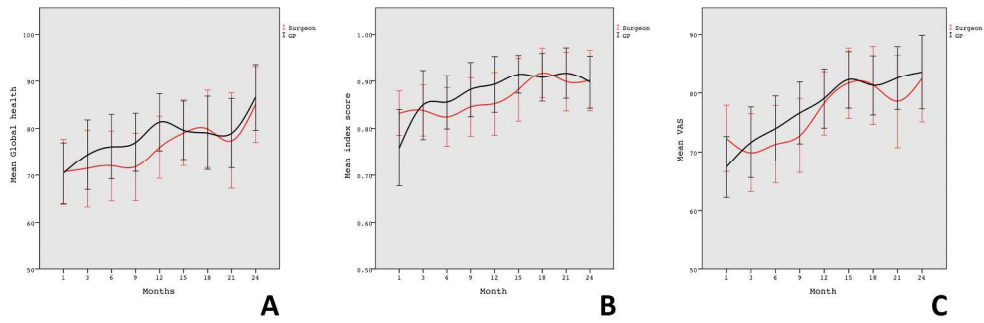 Surgeon
GP
100
90
80
70
60
50
Mean Global health
1 3 6 9 12 15 18 21 24
Months
A
Surgeon
GP
1.00
0.90
0.80
0.70
0.60
0.50
Mean index score
1 3 6 9 12 15 18 21 24
Month
B
Surgeon
GP
90
80
70
60
50
Mean VAS
1 3 6 9 12 15 18 21 24
Month
C